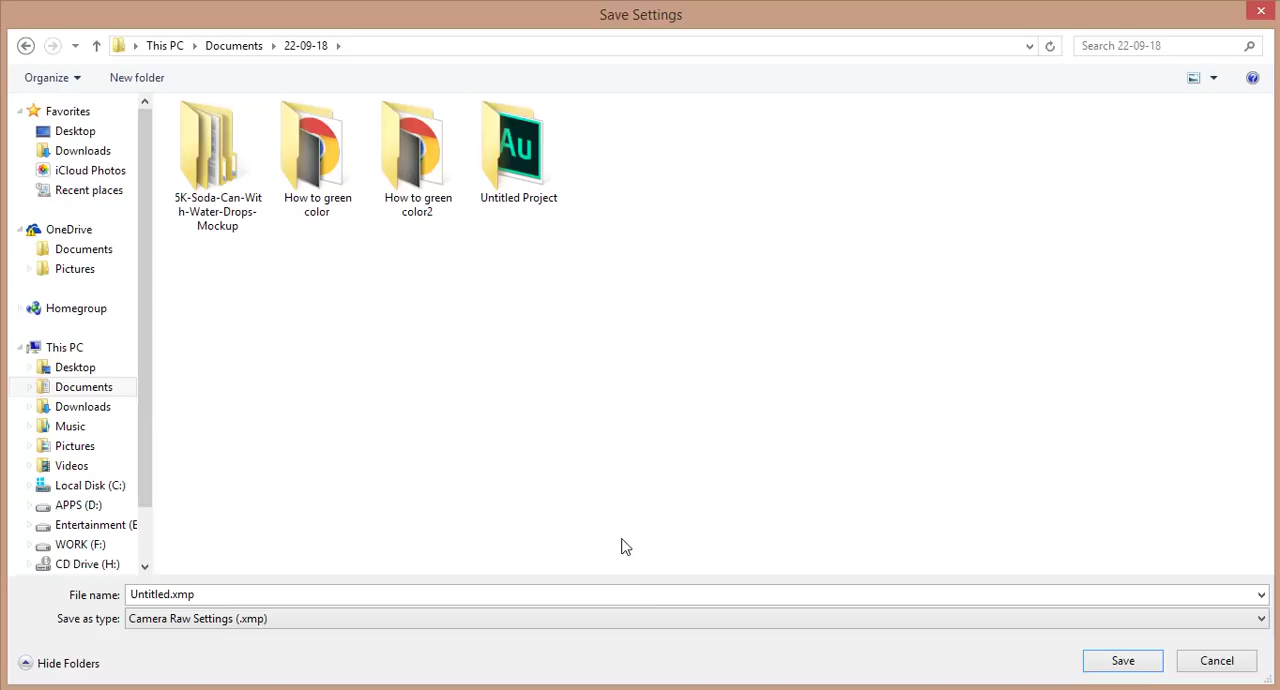 Save Settings
This PC Documents 22-09-18
Search 22-09-18
Organize New folder
Favorites
Desktop
Downloads
iCloud Photos
Recent places
OneDrive
Documents
Pictures
Homegroup
This PC
Desktop
Documents
Downloads
Music
Pictures
Videos
Local Disk (C:)
APPS (D:)
Entertainment (E
WORK (F:)
CD Drive (H:)
5K-Soda-Can-Wit
h-Water-Drops-
Mockup
How to green
color
How to green
color2
Au
Untitled Project
File name: Untitled.xmp
Save as type: Camera Raw Settings (.xmp)
Hide Folders
Save Cancel